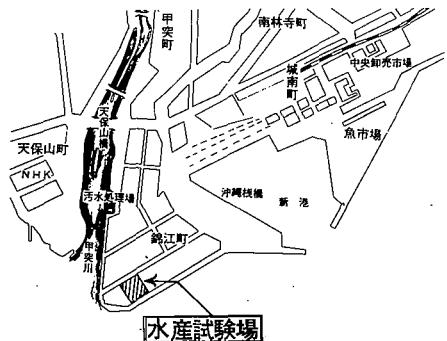 甲突町
南林寺町
城南町
中央卸売市場
魚市場
天保山橋
天保山町
NHK
汚水処理場
沖縄桟橋
新港
錦江町
甲突川
水産試験場